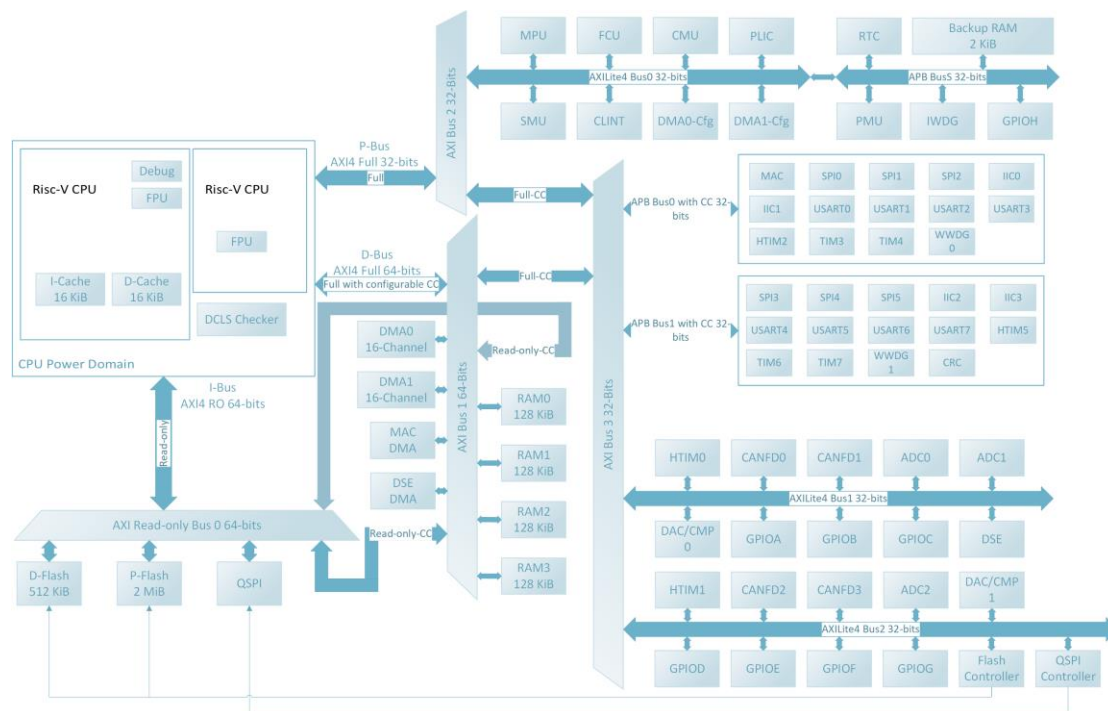 MPU
FCU
CMU
PLIC
RTC
Backup RAM
2 KiB
AXILite4 Bus0 32-bits
APB BusS 32-bits
SMU
CLINT
DMA0-Cfg
DMA1-Cfg
PMU
IWDG
GPIOH
AXI Bus 2 32-Bits
P-Bus
AXI4 Full 32-bits
Full
Risc-V CPU
Debug
FPU
I-Cache
16 KiB
D-Cache
16 KiB
Risc-V CPU
FPU
DCLS Checker
CPU Power Domain
Full-CC
D-Bus
AXI4 Full 64-bits
Full with configurable CC
Full-CC
APB Bus0 with CC 32-
bits
MAC
SPI0
SPI1
SPI2
IIC0
IIC1
USART0
USART1
USART2
USART3
HTIM2
TIM3
TIM4
WWDG
0
APB Bus1 with CC 32-
bits
SPI3
SPI4
SPI5
IIC2
IIC3
USART4
USART5
USART6
USART7
HTIM5
TIM6
TIM7
WWDG
1
CRC
I-Bus
AXI4 RO 64-bits
Read-only
DMA0
16-Channel
DMA1
16-Channel
MAC
DMA
DSE
DMA
AXI Bus 1 64-Bits
Read-only-CC
RAM0
128 KiB
RAM1
128 KiB
RAM2
128 KiB
RAM3
128 KiB
AXI Bus 3 32-Bits
Read-only-CC
AXI Read-only Bus 0 64-bits
D-Flash
512 KiB
P-Flash
2 MiB
QSPI
HTIM0
CANFD0
CANFD1
ADC0
ADC1
AXILite4 Bus1 32-bits
DAC/CMP
0
GPIOA
GPIOB
GPIOC
DSE
HTIM1
CANFD2
CANFD3
ADC2
DAC/CMP
1
AXILite4 Bus2 32-bits
GPIOD
GPIOE
GPIOF
GPIOG
Flash
Controller
QSPI
Controller